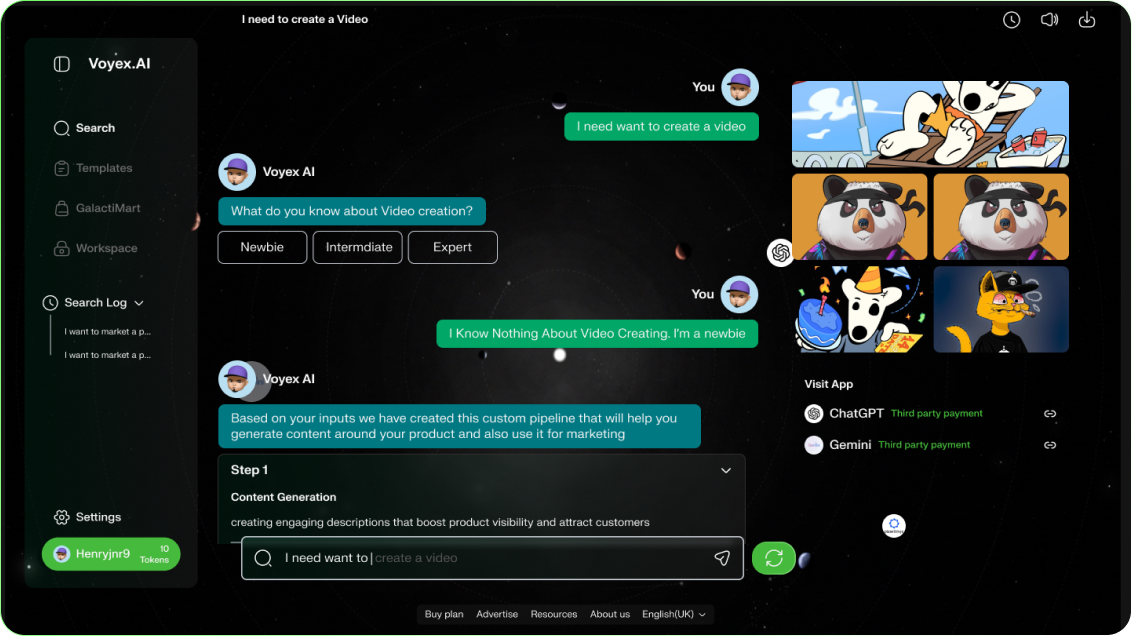 I need to create a Video
Voyex.AI
Search
Templates
GalactiMart
Workspace
Search Log
I want to market a p...
I want to market a p...
Settings
Henryjnr9
10
Tokens
You
I need want to create a video
Voyex AI
What do you know about Video creation?
Newbie
Intermdiate
Expert
You
I Know Nothing About Video Creating. I'm a newbie
Voyex AI
Based on your inputs we have created this custom pipeline that will help you
generate content around your product and also use it for marketing
Step 1
Content Generation
creating engaging descriptions that boost product visibility and attract customers
I need want to create a video
Visit App
ChatGPT Third party payment
Gemini Third party payment
Buy plan Advertise Resources About us English(UK)